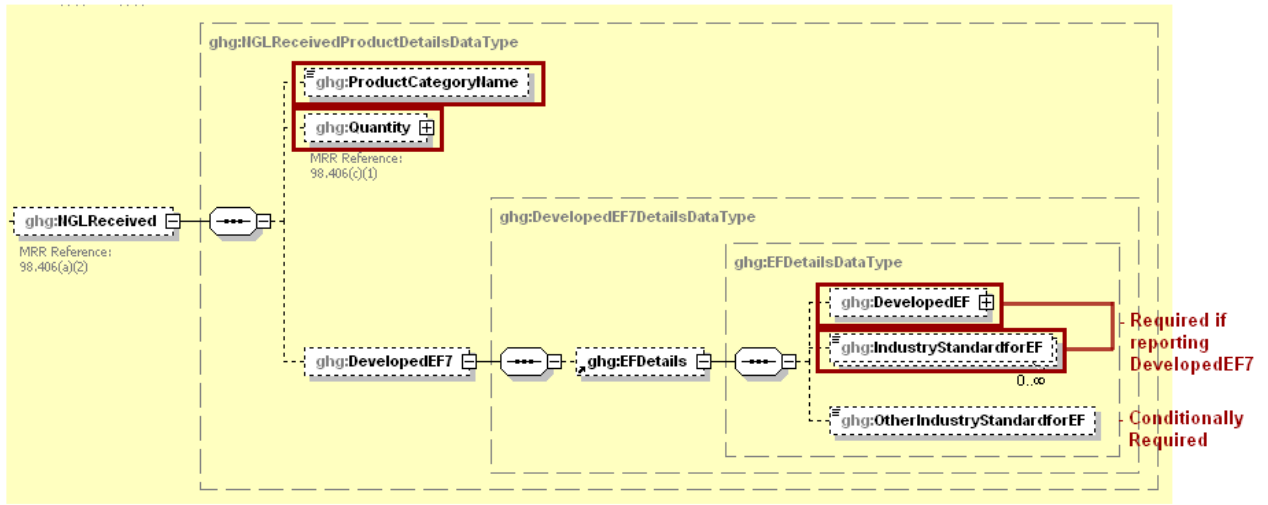 ghg:NGLReceivedProductDetailsDataType
ghg:ProductCategoryName
ghg:Quantity
MRR Reference:
98.406(c)(1)
ghg:NGLReceived
MRR Reference:
98.406(a)(2)
ghg:DevelopedEF7DetailsDataType
ghg:EFDetailsDataType
ghg:DevelopedEF
ghg:IndustryStandardforEF
0..∞
Required if
reporting
DevelopedEF7
ghg:DevelopedEF7
ghg:EFDetails
ghg:OtherIndustryStandardforEF
Conditionally
Required